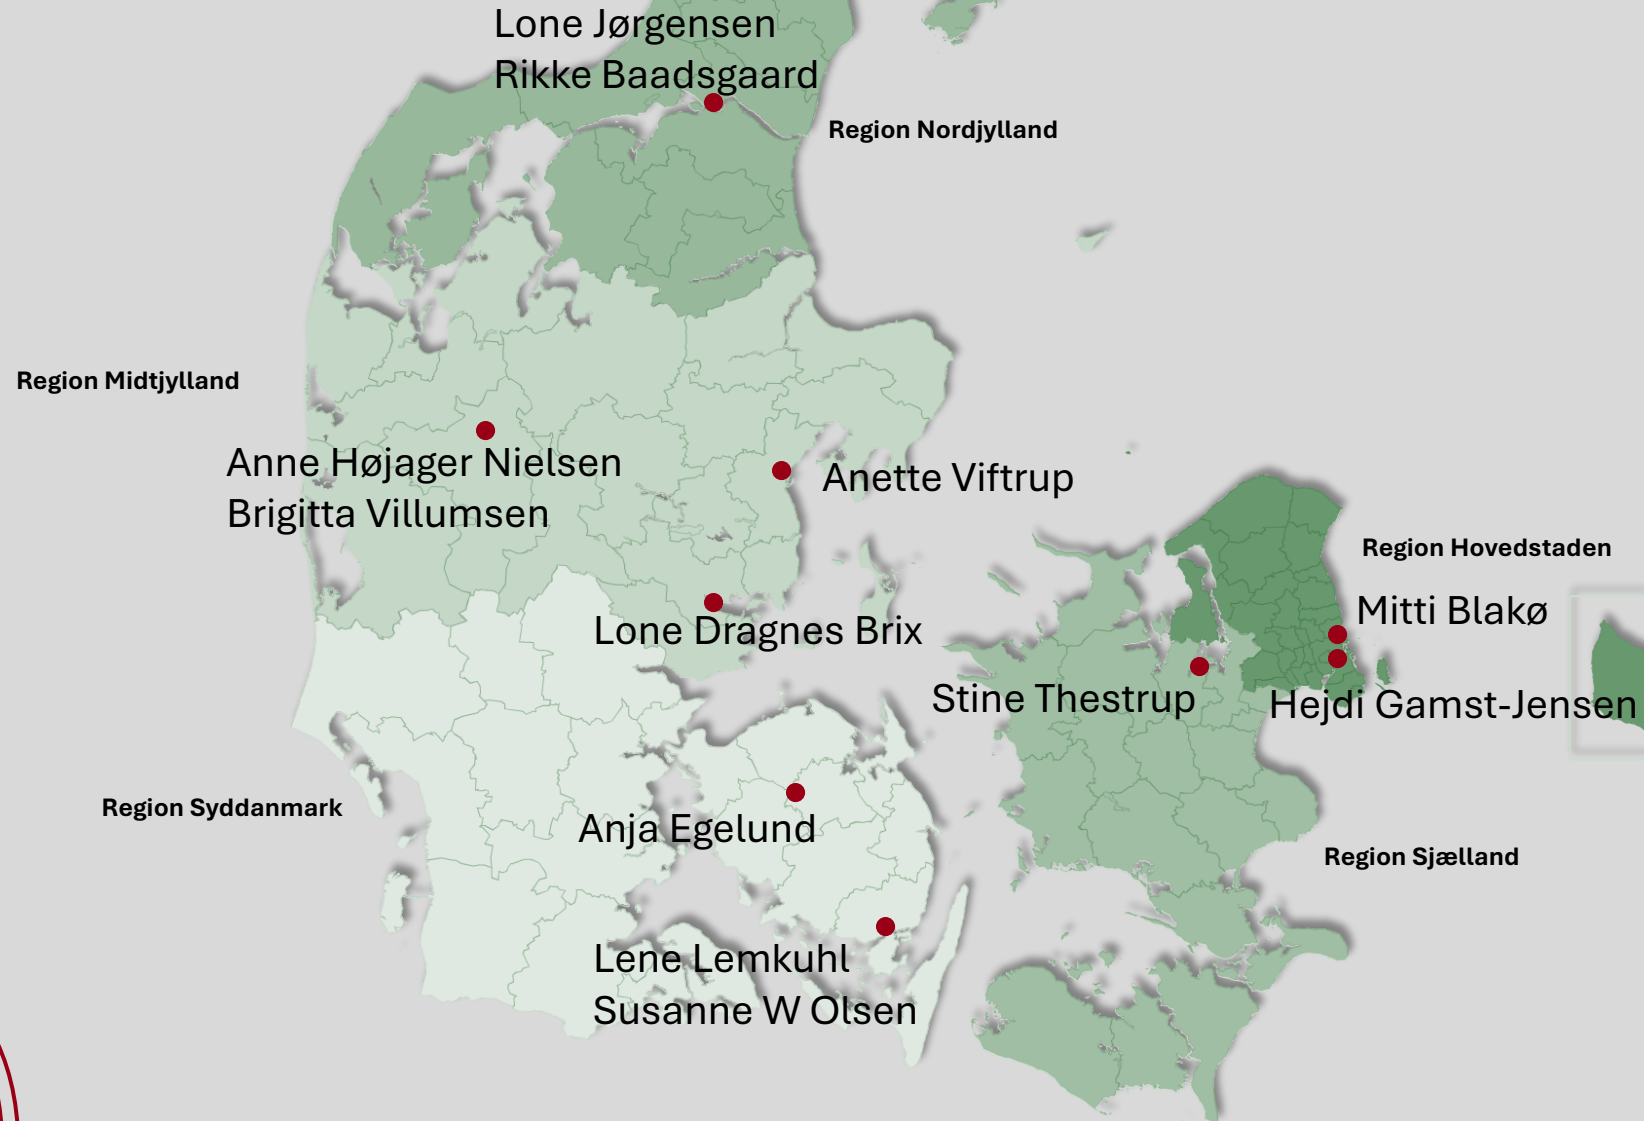 Lone Jørgensen
Rikke Baadsgaard
Region Nordjylland
Region Midtjylland
Anne Højager Nielsen
Brigitta Villumsen
Anette Viftrup
Region Hovedstaden
Mitti Blakø
Lone Dragnes Brix
Stine Thestrup
Hejdi Gamst-Jensen
Region Syddanmark
Anja Egelund
Region Sjælland
Lene Lemkuhl
Susanne W Olsen